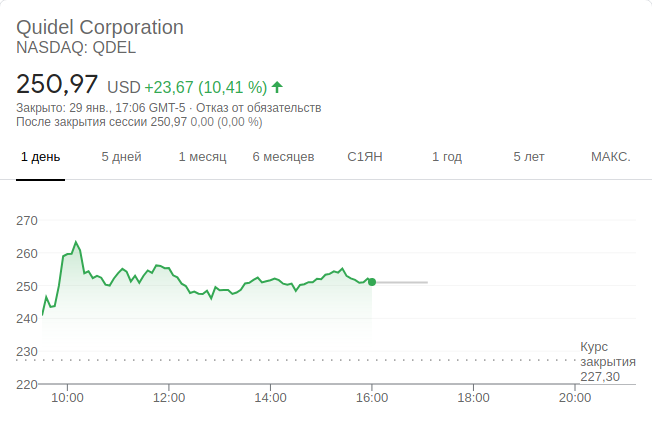 Quidel Corporation
NASDAQ: QDEL
250,97 USD +23,67 (10,41 %)
Закрыто: 29 янв., 17:06 GMT-5 · Отказ от обязательств
После закрытия сессии 250,97 0,00 (0,00 %)
1 день 5 дней 1 месяц 6 месяцев С1ЯН 1 год 5 лет МАКС.
270
260
250
240
230
220
Курс
закрытия
227,30
10:00 12:00 14:00 16:00 18:00 20:00